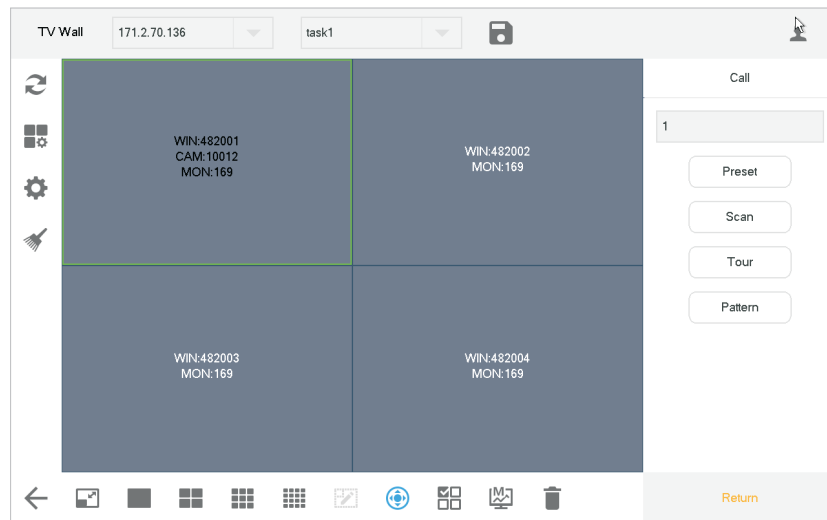 TV Wall
171.2.70.136
task1
Call
WIN:482001
CAM:10012
MON:169
WIN:482002
MON:169
1
Preset
Scan
Tour
Pattern
WIN:482003
MON:169
WIN:482004
MON:169
M
Return